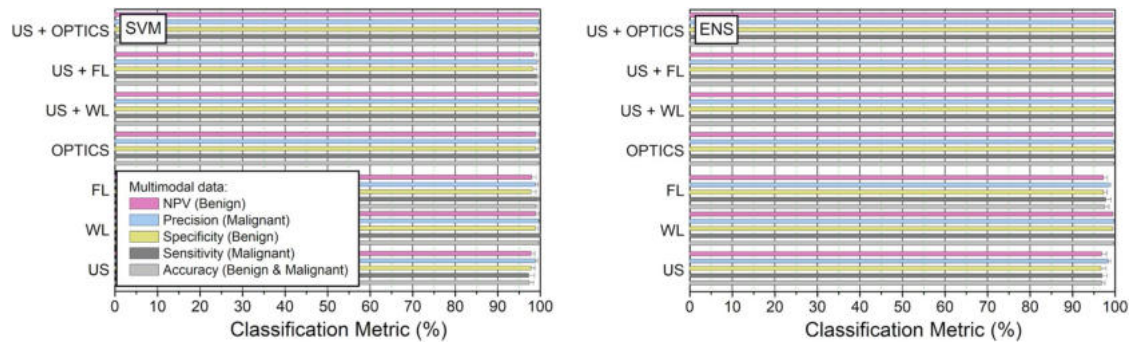 SVM
US + OPTICS
US + FL
US + WL
OPTICS
FL
WL
US
Multimodal data:
NPV (Benign)
Precision (Malignant)
Specificity (Benign)
Sensitivity (Malignant)
Accuracy (Benign & Malignant)
0 10 20 30 40 50 60 70 80 90 100
Classification Metric (%)
ENS
US + OPTICS
US + FL
US + WL
OPTICS
FL
WL
US
0 10 20 30 40 50 60 70 80 90 100
Classification Metric (%)